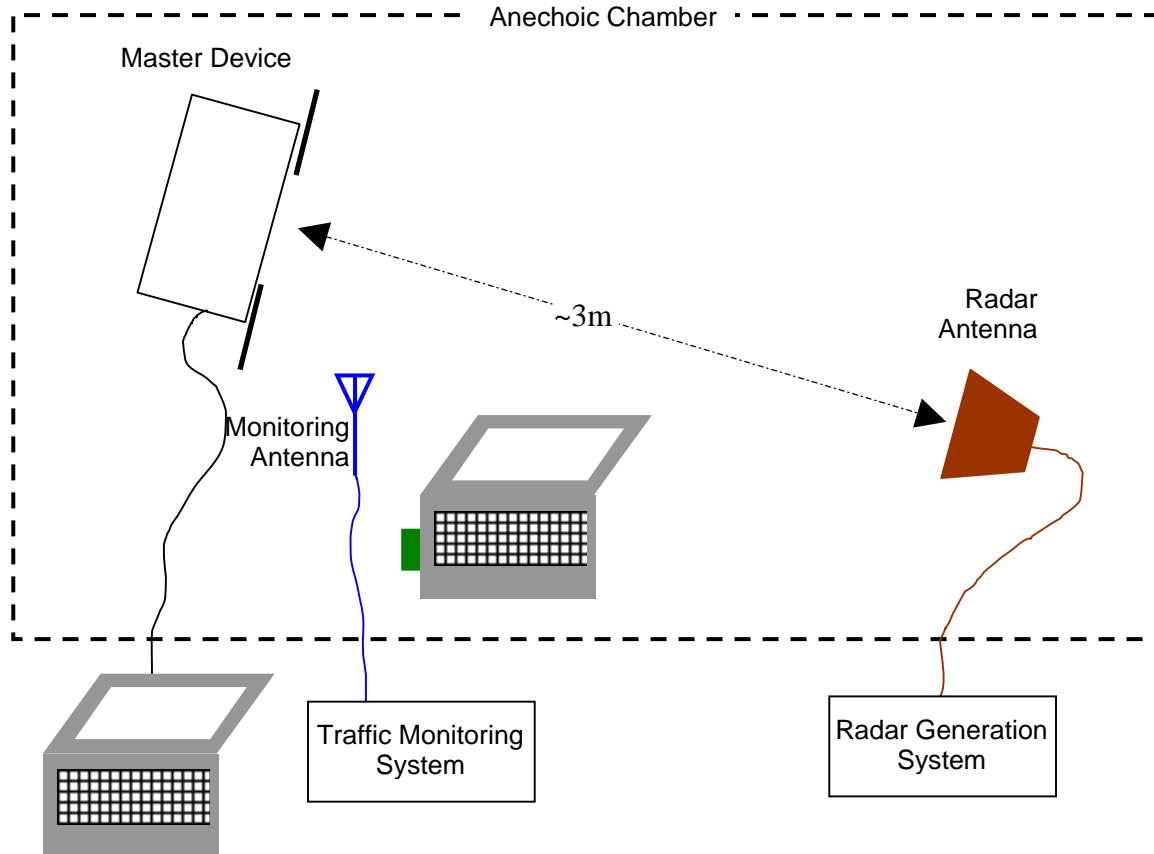 Anechoic Chamber
Master Device
~3m
Radar
Antenna
Monitoring
Antenna
Traffic Monitoring
System
Radar Generation
System